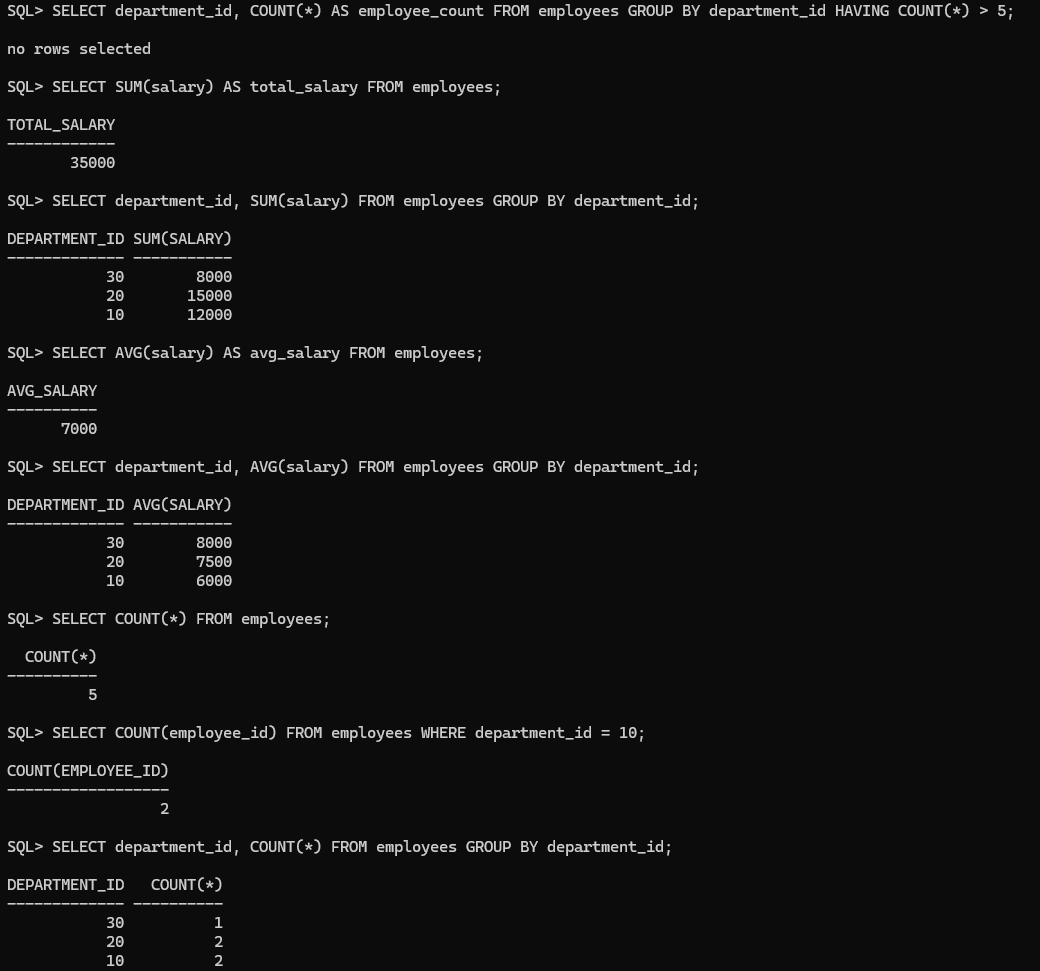 SQL> SELECT department_id, COUNT(*) AS employee_count FROM employees GROUP BY department_id HAVING COUNT(*) > 5;
no rows selected
SQL> SELECT SUM(salary) AS total_salary FROM employees;
TOTAL_SALARY
------------
35000
SQL> SELECT department_id, SUM(salary) FROM employees GROUP BY department_id;
DEPARTMENT_ID SUM(SALARY)
------------- -----------
30 8000
20 15000
10 12000
SQL> SELECT AVG(salary) AS avg_salary FROM employees;
AVG_SALARY
----------
7000
SQL> SELECT department_id, AVG(salary) FROM employees GROUP BY department_id;
DEPARTMENT_ID AVG(SALARY)
------------- -----------
30 8000
20 7500
10 6000
SQL> SELECT COUNT(*) FROM employees;
COUNT(*)
----------
5
SQL> SELECT COUNT(employee_id) FROM employees WHERE department_id = 10;
COUNT(EMPLOYEE_ID)
------------------
2
SQL> SELECT department_id, COUNT(*) FROM employees GROUP BY department_id;
DEPARTMENT_ID COUNT(*)
------------- ----------
30 1
20 2
10 2